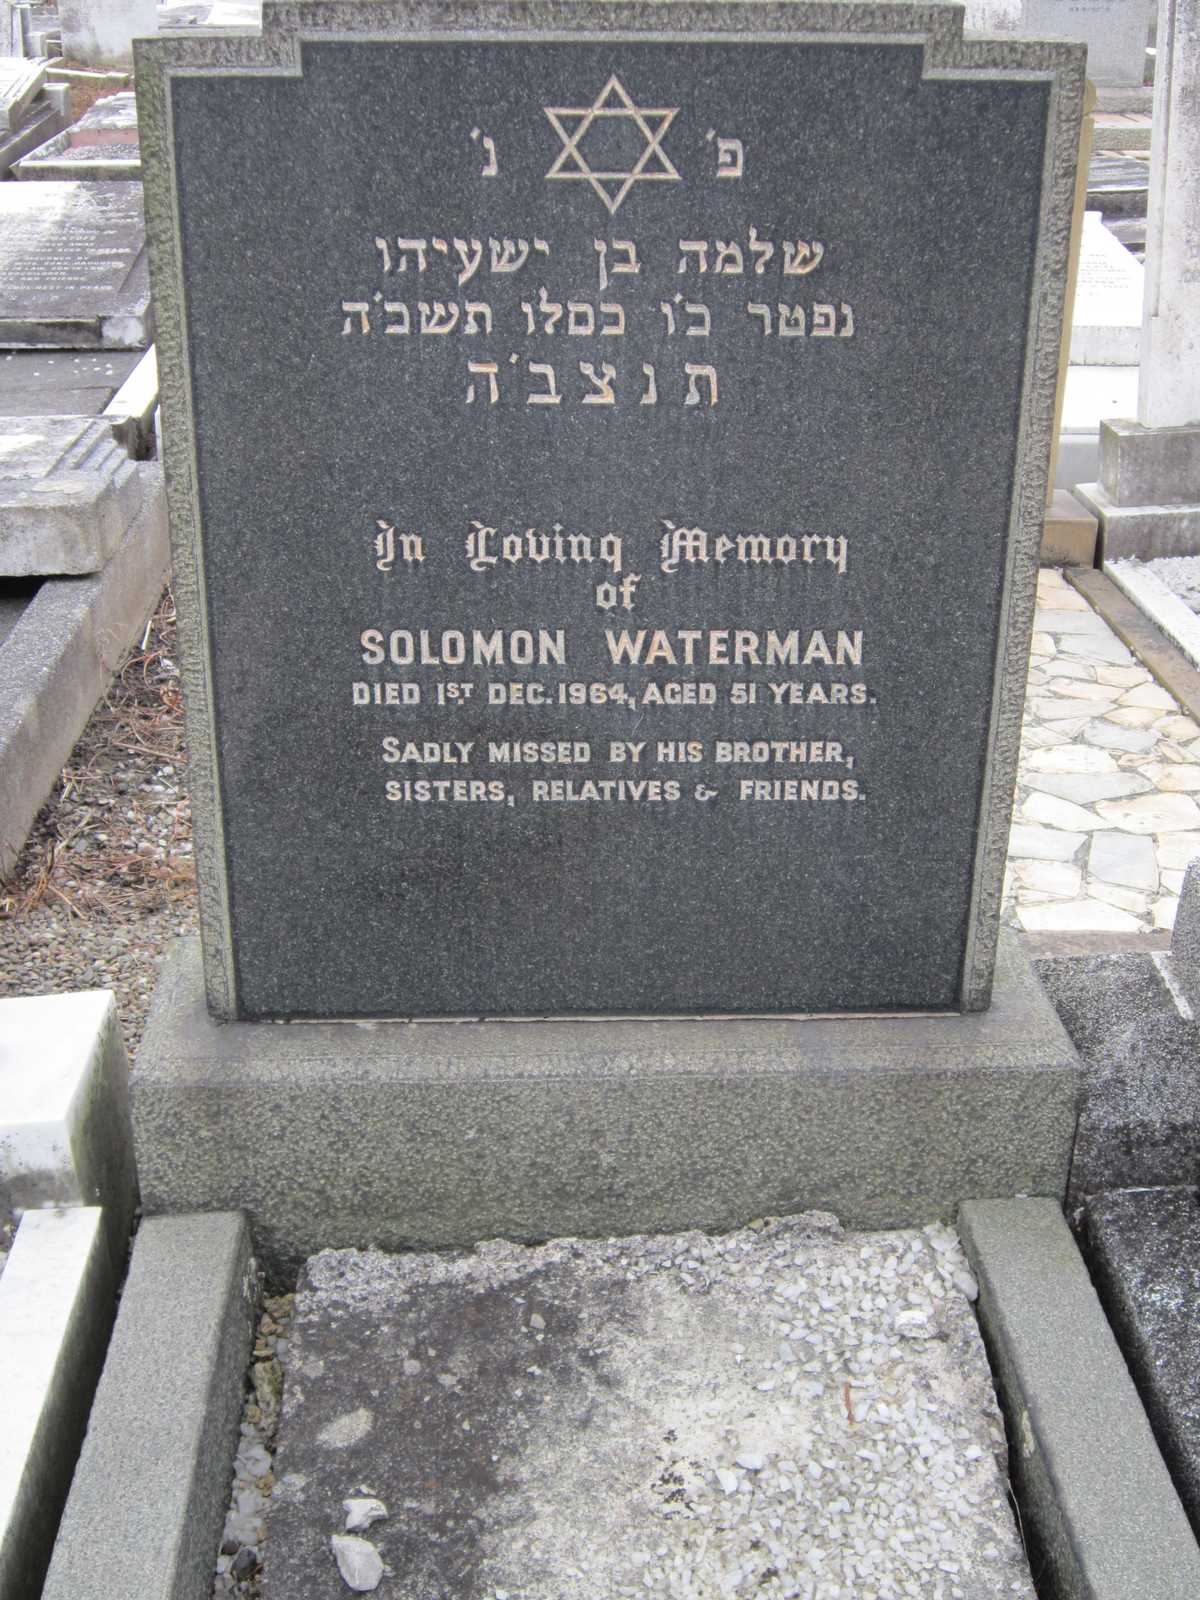 פ' נ'
שלמה בן ישעיהו
נפטר כ'ו כסלו תשכ'ה
תנצב'ה
In Loving Memory
of
SOLOMON WATERMAN
DIED 1ST. DEC. 1964, AGED 51 YEARS.
SADLY MISSED BY HIS BROTHER,
SISTERS, RELATIVES & FRIENDS.